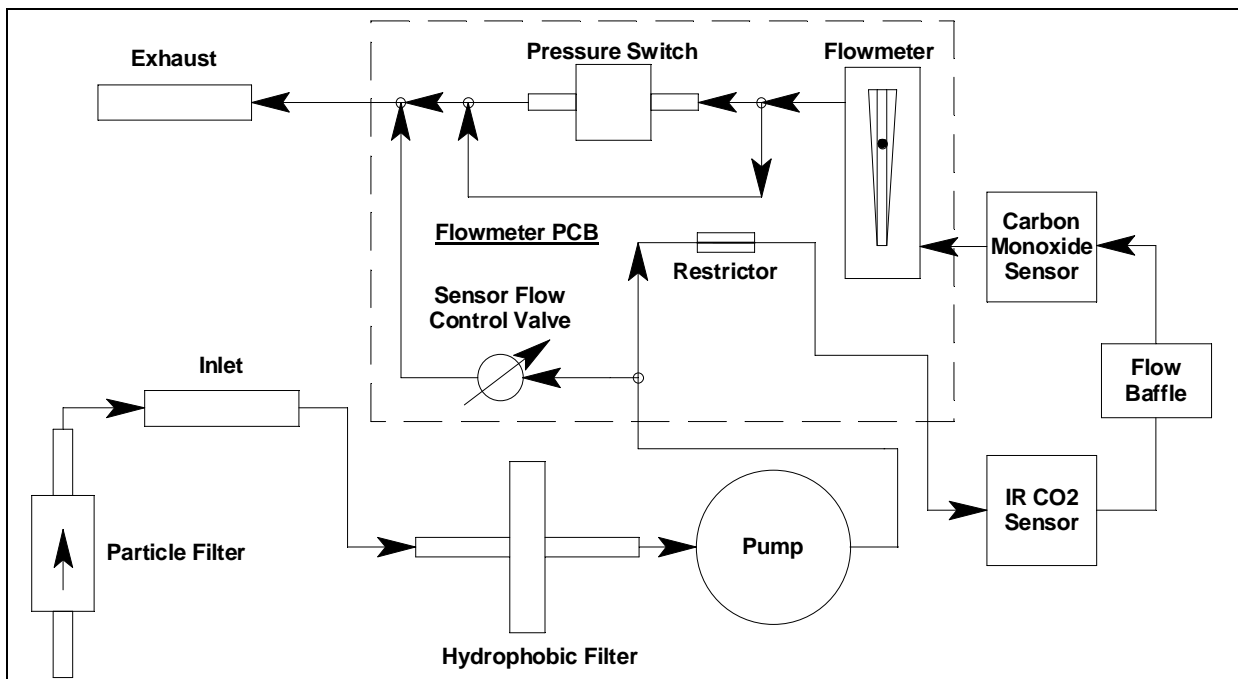 Exhaust
Pressure Switch
Flowmeter
Flowmeter PCB
Restrictor
Carbon
Monoxide
Sensor
Sensor Flow
Control Valve
Inlet
Flow
Baffle
Particle Filter
Pump
IR CO2
Sensor
Hydrophobic Filter